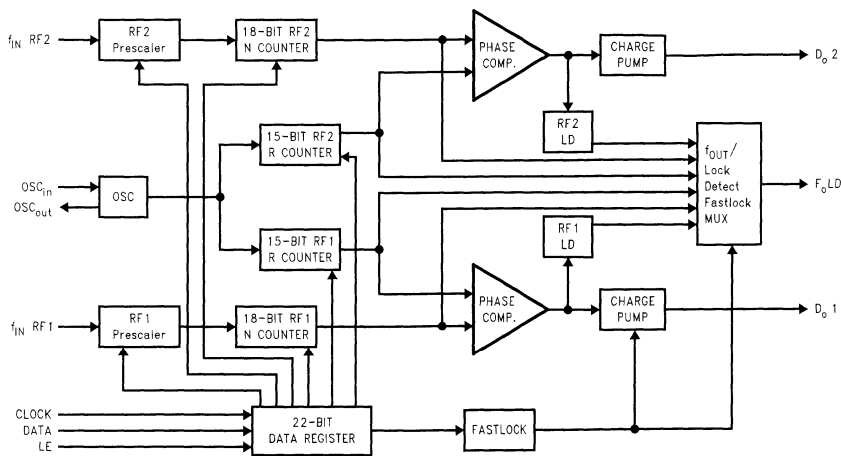 f_IN RF2
RF2
Prescaler
18-BIT RF2
N COUNTER
PHASE
COMP.
CHARGE
PUMP
D_o 2
RF2
LD
15-BIT RF2
R COUNTER
f_OUT/
Lock
Detect
Fastlock
MUX
F_oLD
OSC_in
OSC_out
OSC
15-BIT RF1
R COUNTER
RF1
LD
f_IN RF1
RF1
Prescaler
18-BIT RF1
N COUNTER
PHASE
COMP.
CHARGE
PUMP
D_o 1
CLOCK
DATA
LE
22-BIT
DATA REGISTER
FASTLOCK